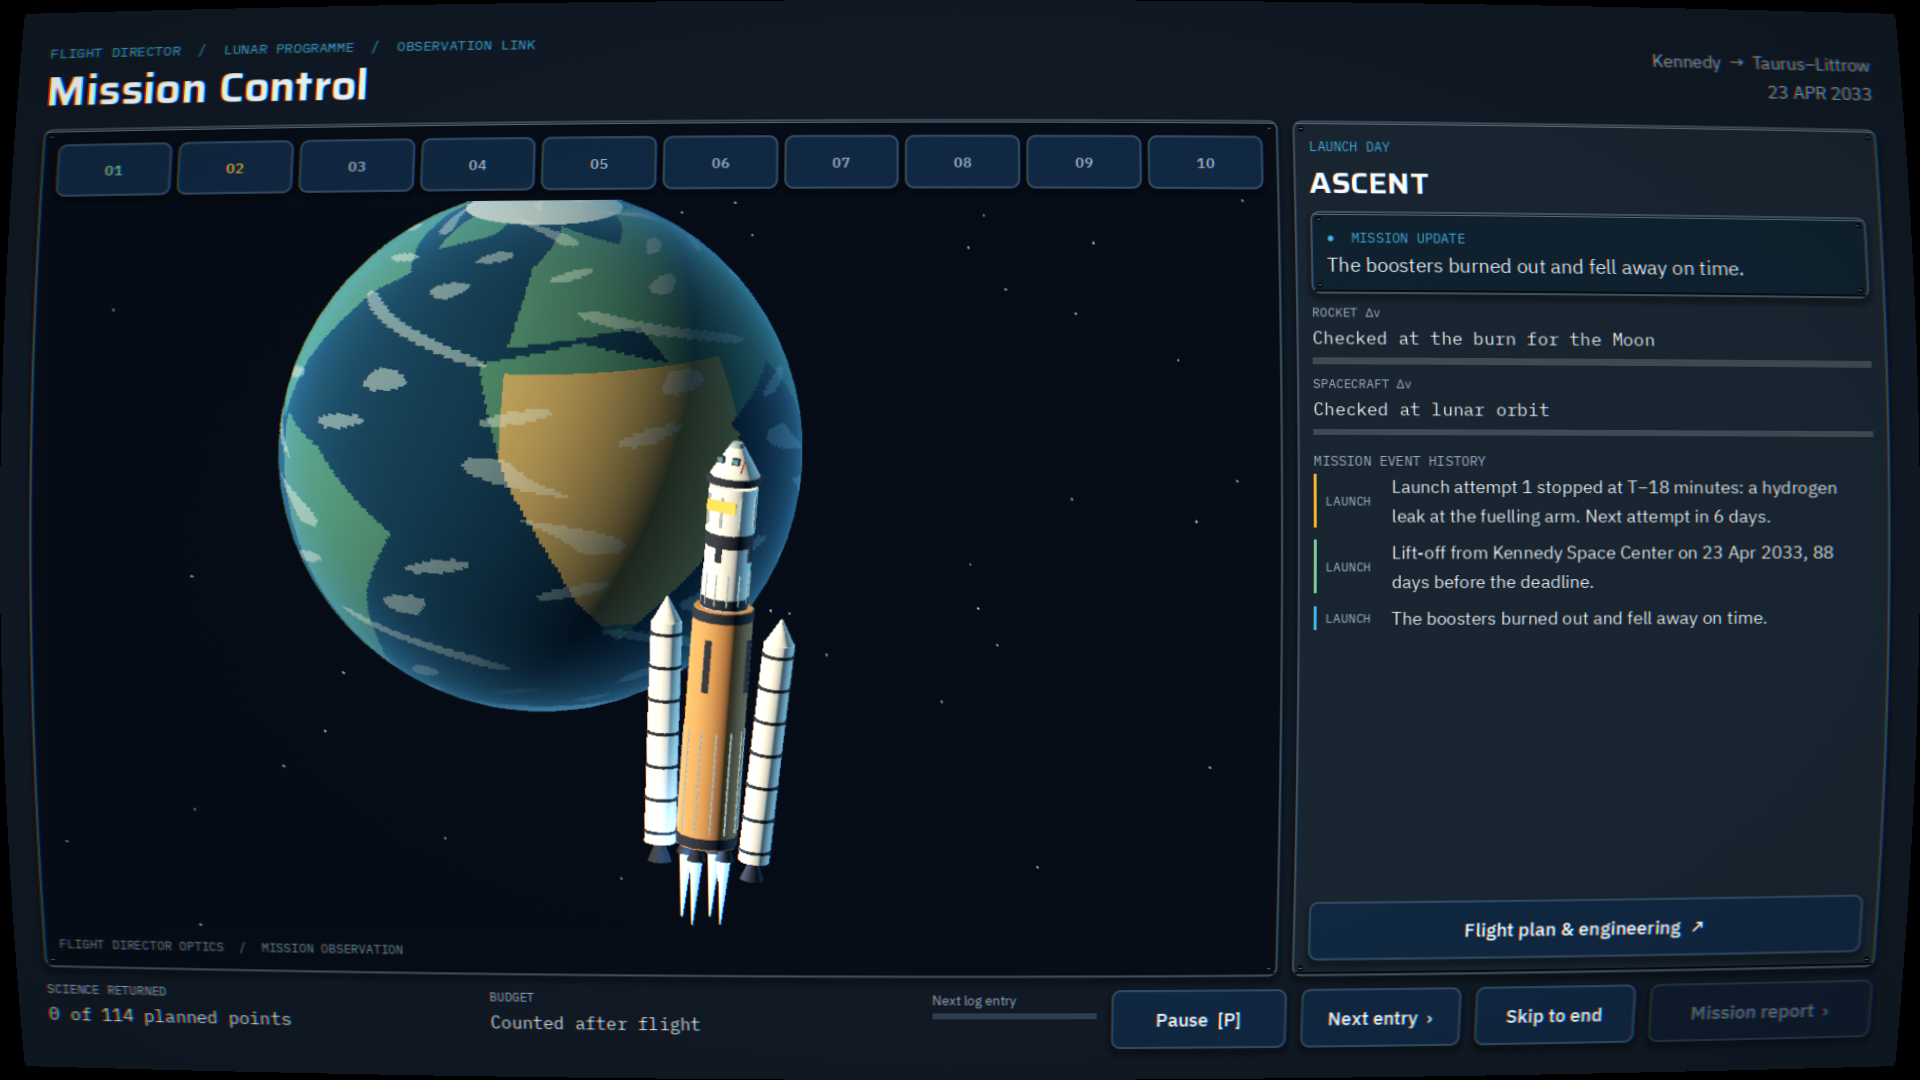 FLIGHT DIRECTOR / LUNAR PROGRAMME / OBSERVATION LINK
Mission Control
Kennedy → Taurus–Littrow
23 APR 2033
01 02 03 04 05 06 07 08 09 10
FLIGHT DIRECTOR OPTICS / MISSION OBSERVATION
LAUNCH DAY
ASCENT
• MISSION UPDATE
The boosters burned out and fell away on time.
ROCKET Δv
Checked at the burn for the Moon
SPACECRAFT Δv
Checked at lunar orbit
MISSION EVENT HISTORY
LAUNCH
Launch attempt 1 stopped at T−18 minutes: a hydrogen
leak at the fuelling arm. Next attempt in 6 days.
LAUNCH
Lift-off from Kennedy Space Center on 23 Apr 2033, 88
days before the deadline.
LAUNCH
The boosters burned out and fell away on time.
Flight plan & engineering ↗
SCIENCE RETURNED
0 of 114 planned points
BUDGET
Counted after flight
Next log entry
Pause [P]
Next entry ›
Skip to end
Mission report ›